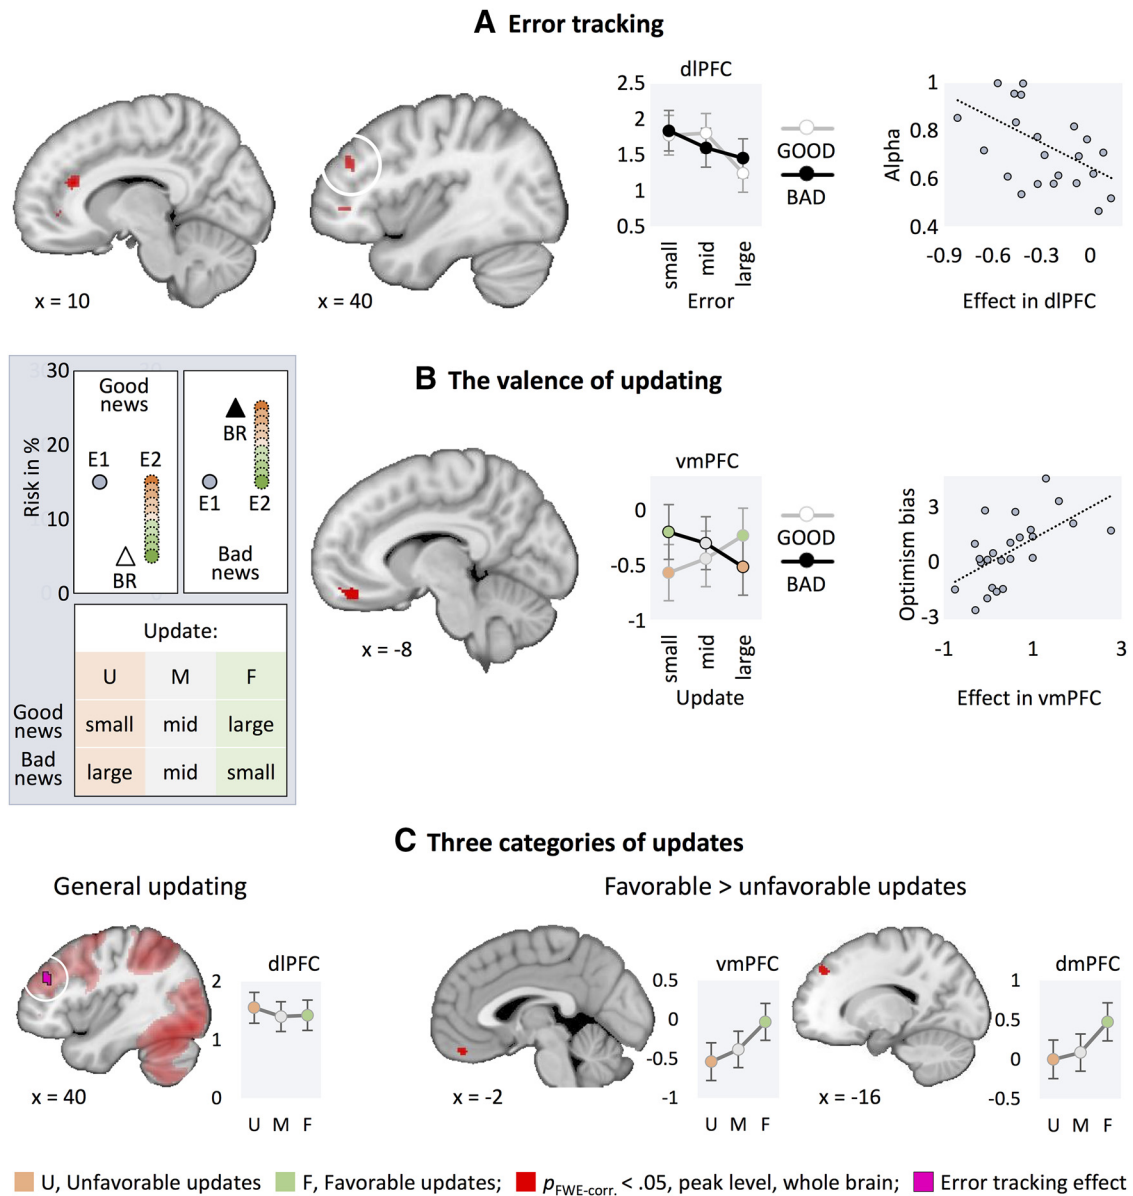 A Error tracking
dlPFC
2.5
2
1.5
1
0.5
small
mid
large
Error
GOOD
BAD
Alpha
1
0.8
0.6
0.4
-0.9 -0.6 -0.3 0
Effect in dlPFC
x = 10
x = 40
B The valence of updating
Risk in %
30
20
10
0
Good
news
E1 E2
BR
BR
E1 E2
Bad
news
Update:
U M F
Good
news
small mid large
Bad
news
large mid small
x = -8
vmPFC
0
-0.5
-1
small
mid
large
Update
GOOD
BAD
Optimism bias
3
0
-3
-1 1 3
Effect in vmPFC
C Three categories of updates
General updating
Favorable > unfavorable updates
x = 40
dlPFC
2
1
0
U M F
x = -2
vmPFC
0.5
0
-0.5
-1
U M F
x = -16
dmPFC
1
0.5
0
-0.5
U M F
U, Unfavorable updates F, Favorable updates; pFWE-corr. < .05, peak level, whole brain; Error tracking effect